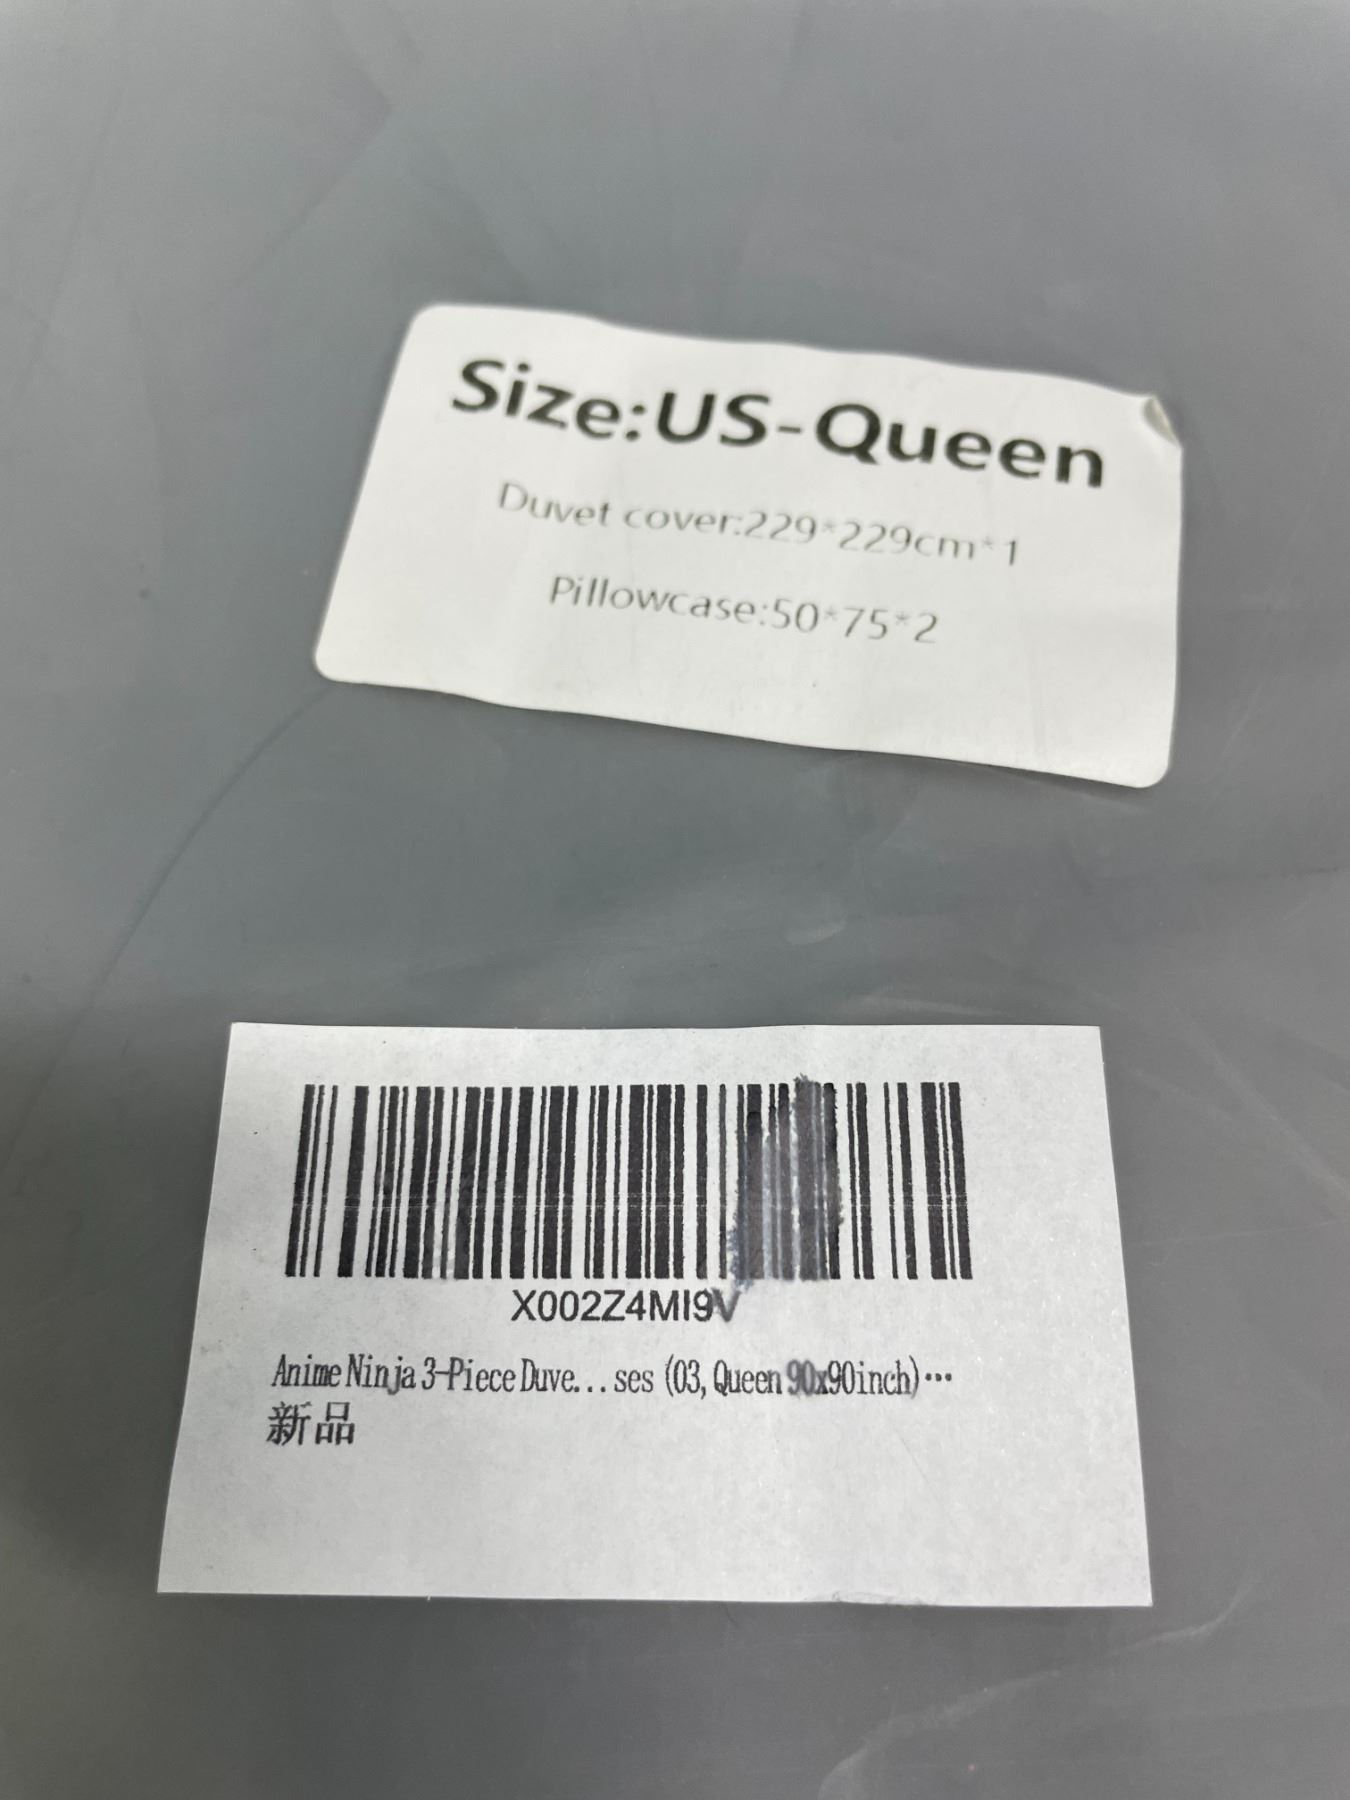 Size:US-Queen
Duvet cover:229*229cm*1
Pillowcase:50*75*2
X002Z4MI9V
Anime Ninja 3-Piece Duve...ses (03, Queen 90x90inch)···
新品